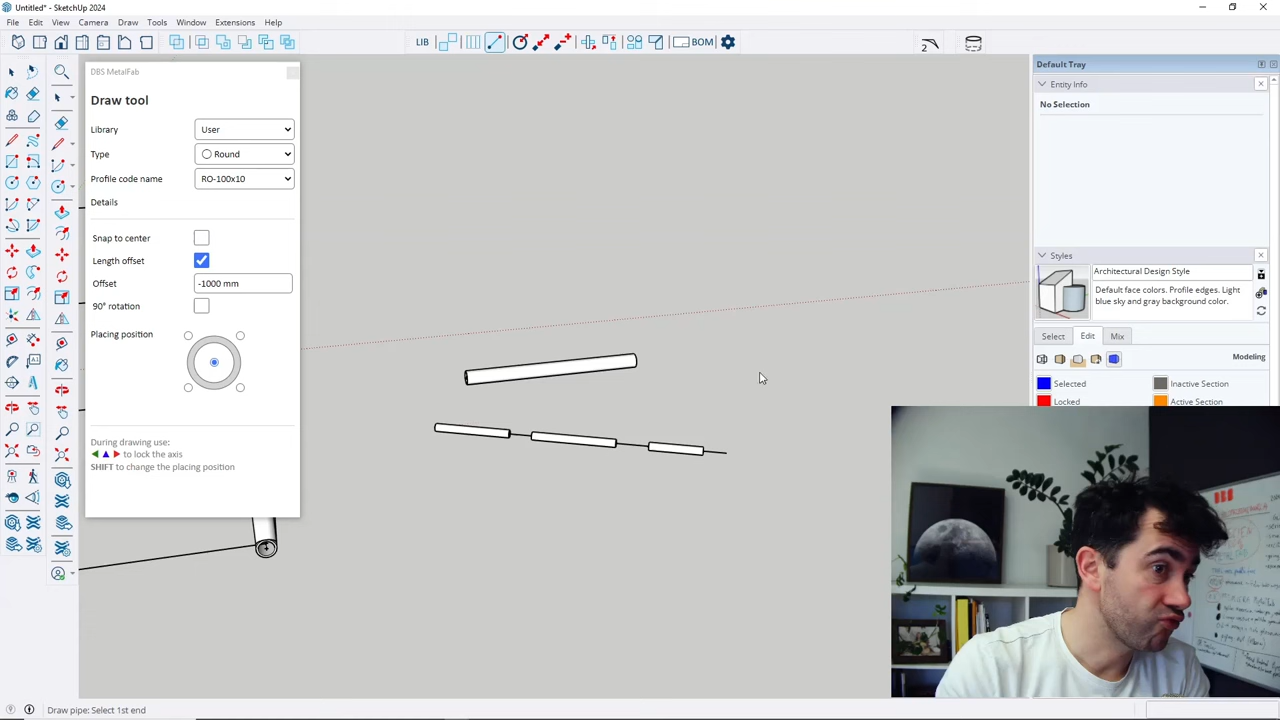 Untitled* - SketchUp 2024
File Edit View Camera Draw Tools Window Extensions Help
LIB BOM 2
DBS MetalFab
Draw tool
Library User
Type Round
Profile code name RO-100x10
Details
Snap to center
Length offset
Offset -1000 mm
90° rotation
Placing position
During drawing use:
to lock the axis
SHIFT to change the placing position
Default Tray
Entity Info
No Selection
Styles
Architectural Design Style
Default face colors. Profile edges. Light
blue sky and gray background color.
Select Edit Mix
Modeling
Selected Inactive Section
Locked Active Section
Draw pipe: Select 1st end